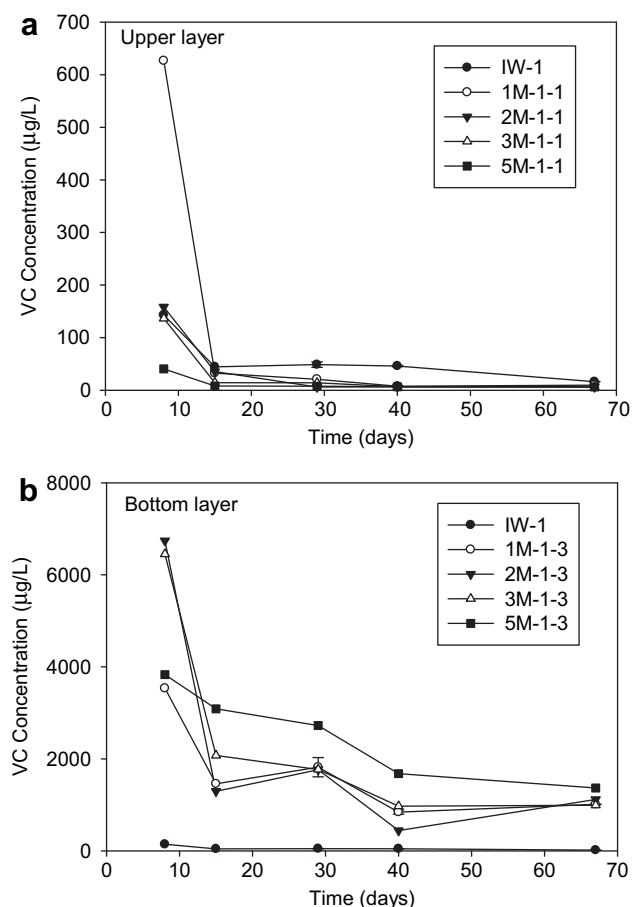 a
Upper layer
700
600
500
400
300
200
100
0
VC Concentration (µg/L)
IW-1
1M-1-1
2M-1-1
3M-1-1
5M-1-1
0 10 20 30 40 50 60 70
Time (days)
b
Bottom layer
8000
6000
4000
2000
0
VC Concentration (µg/L)
IW-1
1M-1-3
2M-1-3
3M-1-3
5M-1-3
0 10 20 30 40 50 60 70
Time (days)